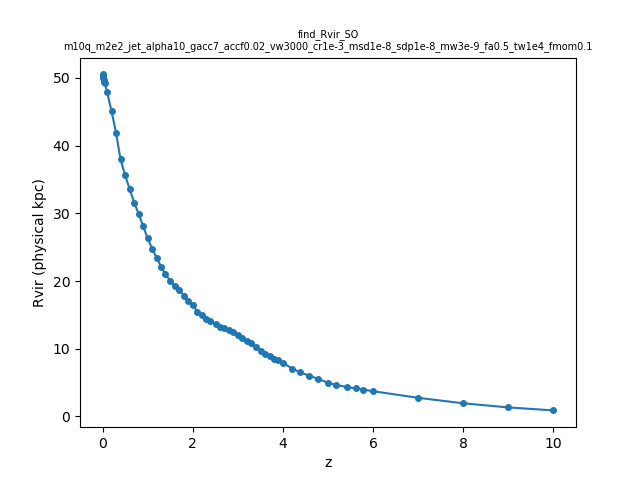 find_Rvir_SO
m10q_m2e2_jet_alpha10_gacc7_accf0.02_vw3000_cr1e-3_msd1e-8_sdp1e-8_mw3e-9_fa0.5_tw1e4_fmom0.1
50
40
30
20
10
0
Rvir (physical kpc)
0 2 4 6 8 10
z